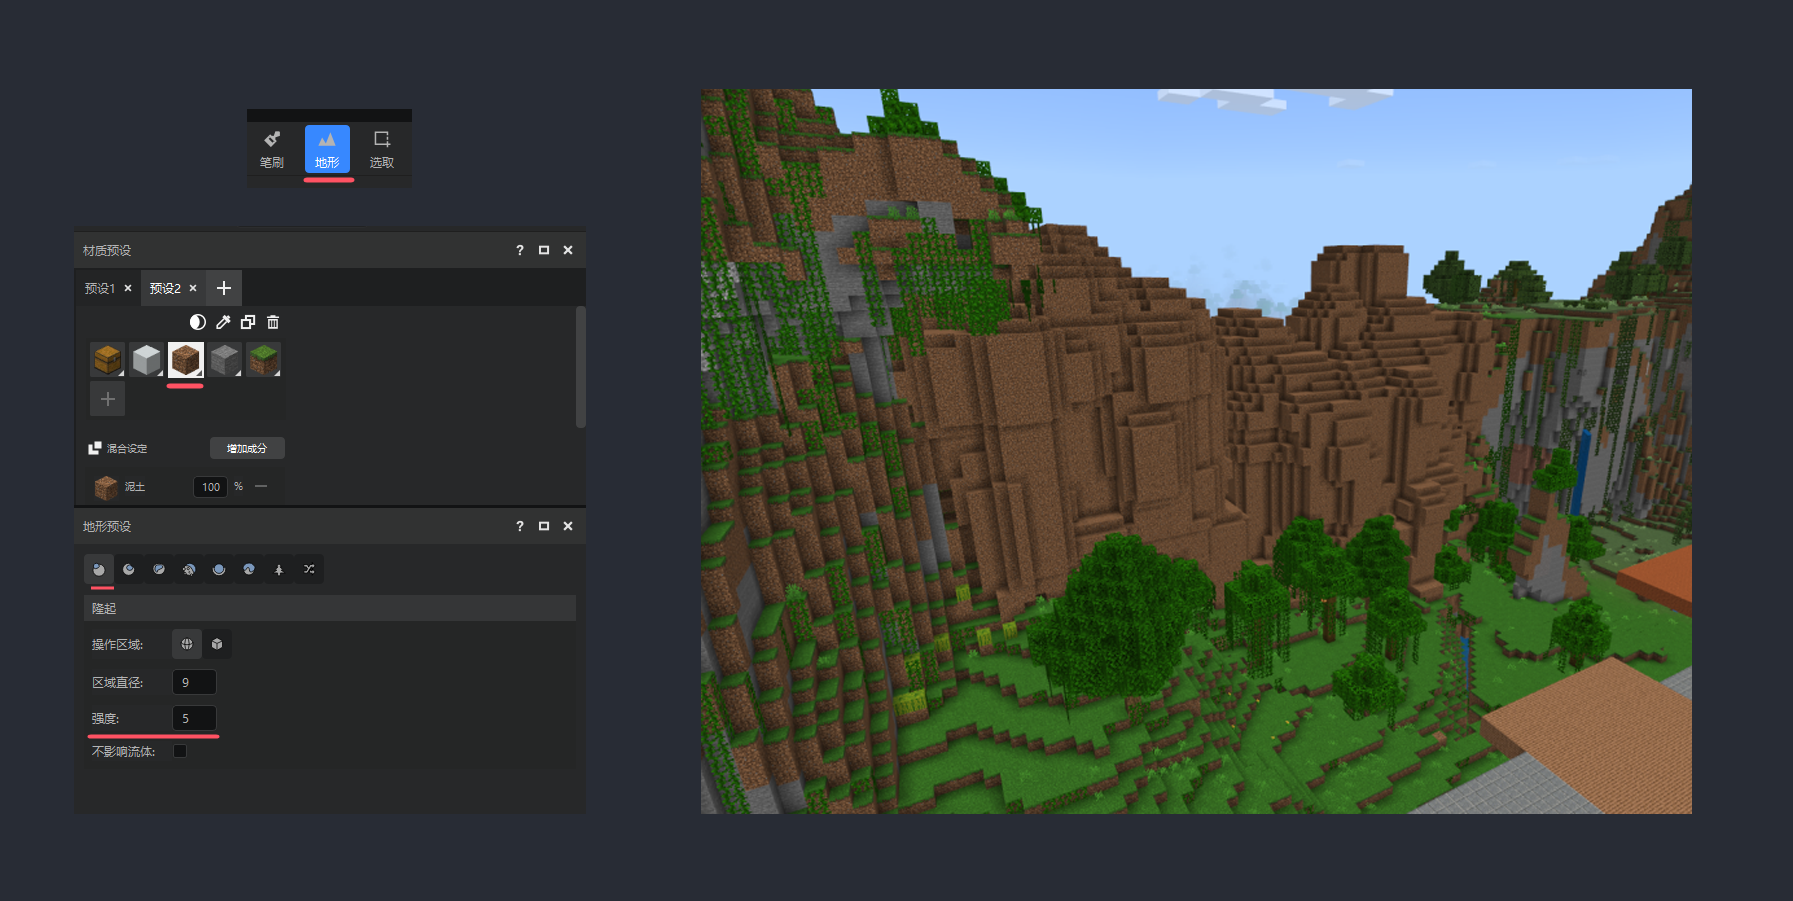 笔刷 地形 选取
材质预设
预设1 预设2
混合设定 增加成分
泥土 100 %
地形预设
隆起
操作区域:
区域直径: 9
强度: 5
不影响流体: